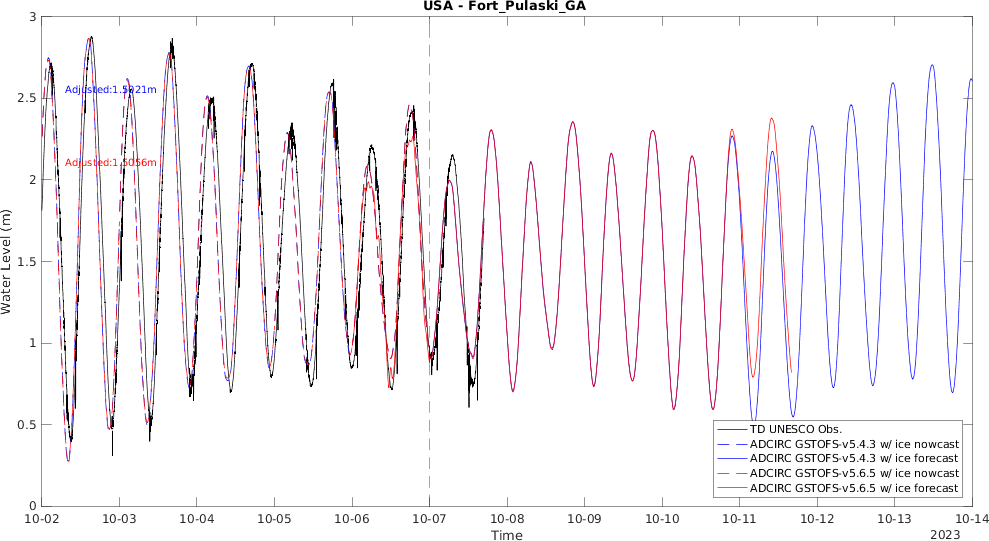 USA - Fort_Pulaski_GA
3
2.5
2
1.5
1
0.5
0
Water Level (m)
Adjusted:1.5021m
Adjusted:1.5056m
TD UNESCO Obs.
ADCIRC GSTOFS-v5.4.3 w/ ice nowcast
ADCIRC GSTOFS-v5.4.3 w/ ice forecast
ADCIRC GSTOFS-v5.6.5 w/ ice nowcast
ADCIRC GSTOFS-v5.6.5 w/ ice forecast
10-02 10-03 10-04 10-05 10-06 10-07 10-08 10-09 10-10 10-11 10-12 10-13 10-14
Time
2023